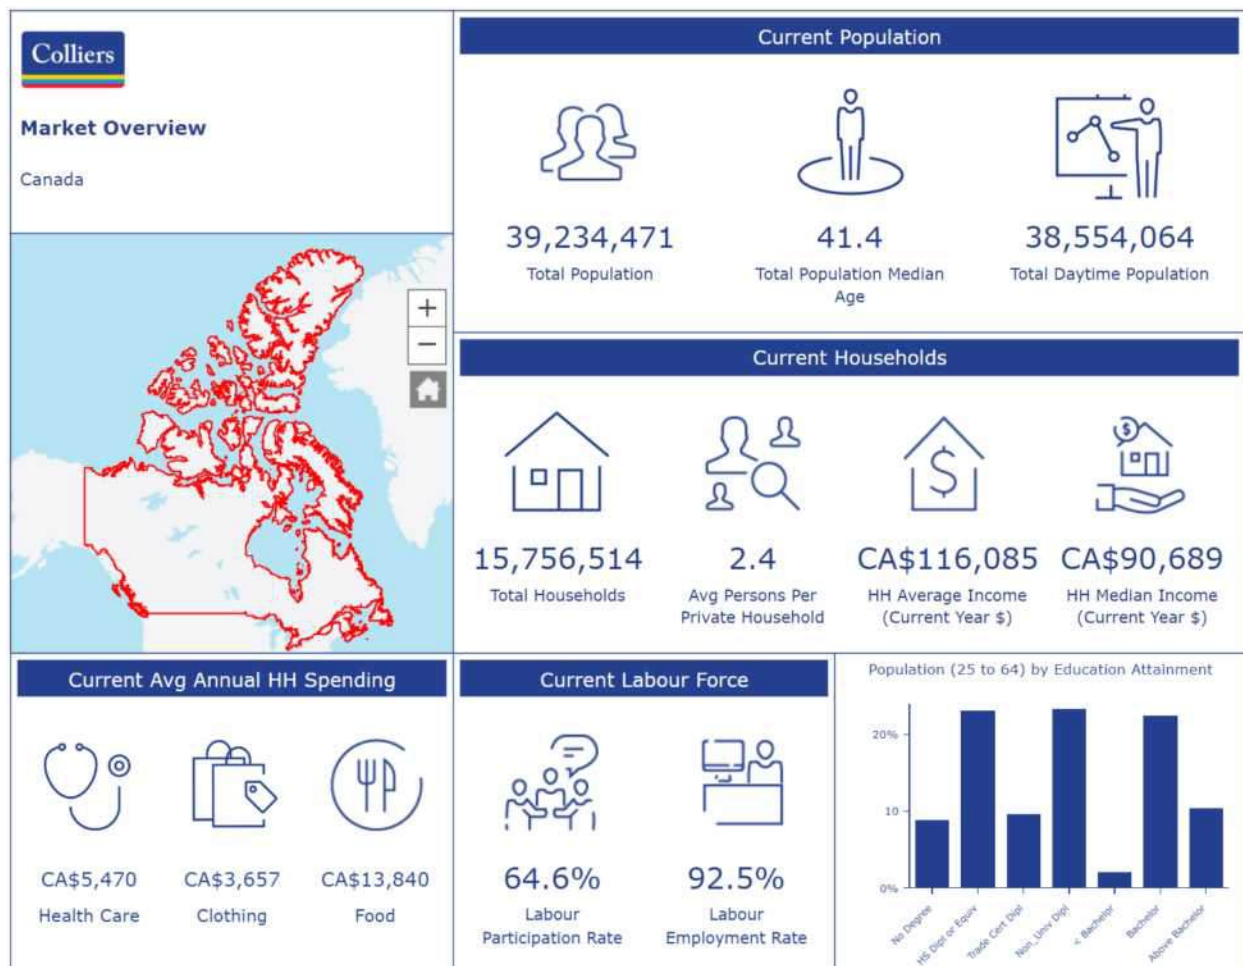 Colliers
Market Overview
Canada
+
−
Current Population
39,234,471
Total Population
41.4
Total Population Median
Age
38,554,064
Total Daytime Population
Current Households
$
$
15,756,514
Total Households
2.4
Avg Persons Per
Private Household
CA$116,085
HH Average Income
(Current Year $)
CA$90,689
HH Median Income
(Current Year $)
Current Avg Annual HH Spending
CA$5,470
Health Care
CA$3,657
Clothing
CA$13,840
Food
Current Labour Force
64.6%
Labour
Participation Rate
92.5%
Labour
Employment Rate
Population (25 to 64) by Education Attainment
20%
10
0%
No Degree
HS Dipl or Equiv
Trade Cert Dipl
Non_Univ Dipl
< Bachelor
Bachelor
Above Bachelor